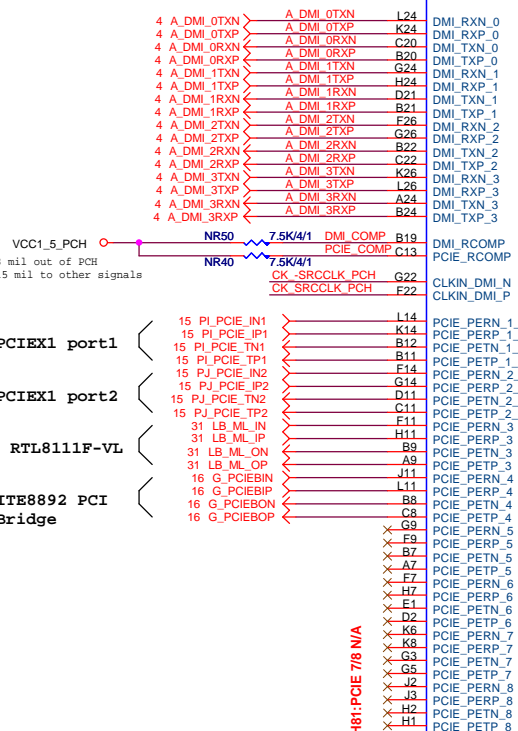 4 A_DMI_0TXN A_DMI_0TXN L24 DMI_RXN_0
4 A_DMI_0TXP A_DMI_0TXP K24 DMI_RXP_0
4 A_DMI_0RXN A_DMI_0RXN C20 DMI_TXN_0
4 A_DMI_0RXP A_DMI_0RXP B20 DMI_TXP_0
4 A_DMI_1TXN A_DMI_1TXN G24 DMI_RXN_1
4 A_DMI_1TXP A_DMI_1TXP H24 DMI_RXP_1
4 A_DMI_1RXN A_DMI_1RXN D21 DMI_TXN_1
4 A_DMI_1RXP A_DMI_1RXP B21 DMI_TXP_1
4 A_DMI_2TXN A_DMI_2TXN F26 DMI_RXN_2
4 A_DMI_2TXP A_DMI_2TXP G26 DMI_RXP_2
4 A_DMI_2RXN A_DMI_2RXN B22 DMI_TXN_2
4 A_DMI_2RXP A_DMI_2RXP C22 DMI_TXP_2
4 A_DMI_3TXN A_DMI_3TXN K26 DMI_RXN_3
4 A_DMI_3TXP A_DMI_3TXP L26 DMI_RXP_3
4 A_DMI_3RXN A_DMI_3RXN A24 DMI_TXN_3
4 A_DMI_3RXP A_DMI_3RXP B24 DMI_TXP_3
VCC1_5_PCH NR50 7.5K/4/1 DMI_COMP B19 DMI_RCOMP
NR40 7.5K/4/1 PCIE_COMP C13 PCIE_RCOMP
mil out of PCH
5 mil to other signals
CK_-SRCCLK_PCH G22 CLKIN_DMI_N
CK_SRCCLK_PCH F22 CLKIN_DMI_P
15 PI_PCIE_IN1 L14 PCIE_PERN_1_
15 PI_PCIE_IP1 K14 PCIE_PERP_1_
PCIEX1 port1
15 PI_PCIE_TN1 B12 PCIE_PETN_1_
15 PI_PCIE_TP1 B11 PCIE_PETP_1_
15 PJ_PCIE_IN2 F14 PCIE_PERN_2_
15 PJ_PCIE_IP2 G14 PCIE_PERP_2_
PCIEX1 port2
15 PJ_PCIE_TN2 D11 PCIE_PETN_2_
15 PJ_PCIE_TP2 C11 PCIE_PETP_2_
31 LB_ML_IN F11 PCIE_PERN_3
31 LB_ML_IP H11 PCIE_PERP_3
RTL8111F-VL
31 LB_ML_ON B9 PCIE_PETN_3
31 LB_ML_OP A9 PCIE_PETP_3
16 G_PCIEBIN J11 PCIE_PERN_4
16 G_PCIEBIP L11 PCIE_PERP_4
ITE8892 PCI
Bridge
16 G_PCIEBON B8 PCIE_PETN_4
16 G_PCIEBOP C8 PCIE_PETP_4
G9 PCIE_PERN_5
F9 PCIE_PERP_5
B7 PCIE_PETN_5
A7 PCIE_PETP_5
F7 PCIE_PERN_6
H7 PCIE_PERP_6
E1 PCIE_PETN_6
D2 PCIE_PETP_6
K6 PCIE_PERN_7
K8 PCIE_PERP_7
G3 PCIE_PETN_7
G5 PCIE_PETP_7
J2 PCIE_PERN_8
J3 PCIE_PERP_8
H2 PCIE_PETN_8
H1 PCIE_PETP_8
H81:PCIE 7/8 N/A